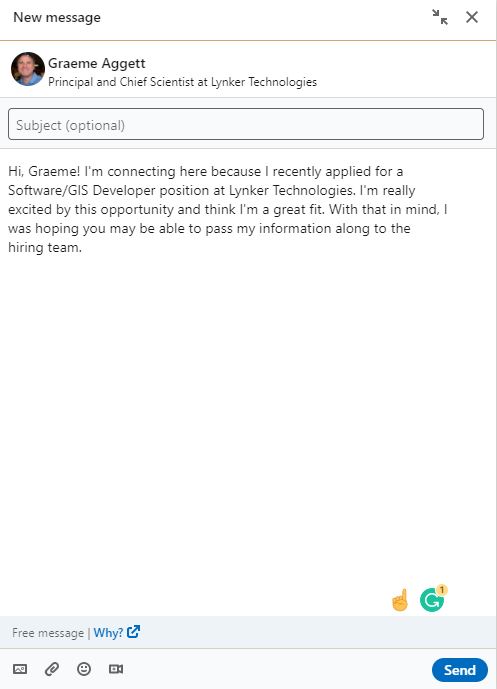 New message
Graeme Aggett
Principal and Chief Scientist at Lynker Technologies
Subject (optional)
Hi, Graeme! I'm connecting here because I recently applied for a
Software/GIS Developer position at Lynker Technologies. I'm really
excited by this opportunity and think I'm a great fit. With that in mind, I
was hoping you may be able to pass my information along to the
hiring team.
1
Free message | Why?
Send